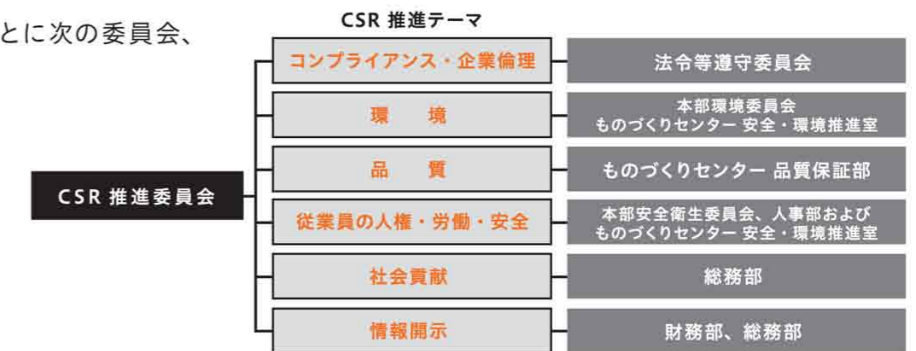 とに次の委員会、
CSR 推進テーマ
CSR 推進委員会
コンプライアンス・企業倫理
法令等遵守委員会
環　境
本部環境委員会
ものづくりセンター 安全・環境推進室
品　質
ものづくりセンター 品質保証部
従業員の人権・労働・安全
本部安全衛生委員会、人事部および
ものづくりセンター 安全・環境推進室
社会貢献
総務部
情報開示
財務部、総務部